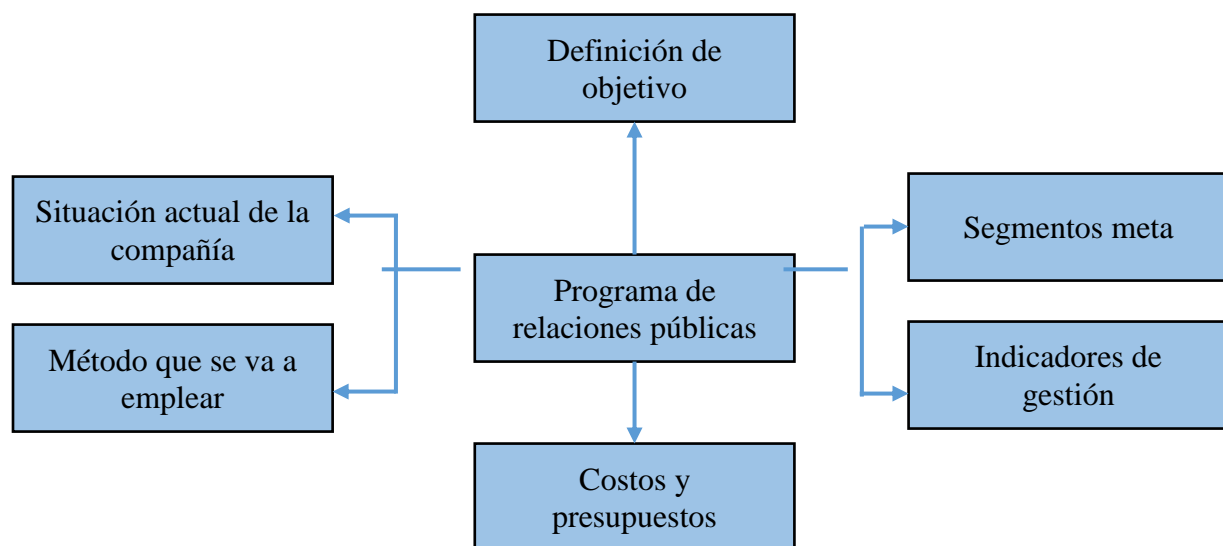 Definición de
objetivo
Situación actual de la
compañía
Segmentos meta
Programa de
relaciones públicas
Método que se va a
emplear
Indicadores de
gestión
Costos y
presupuestos